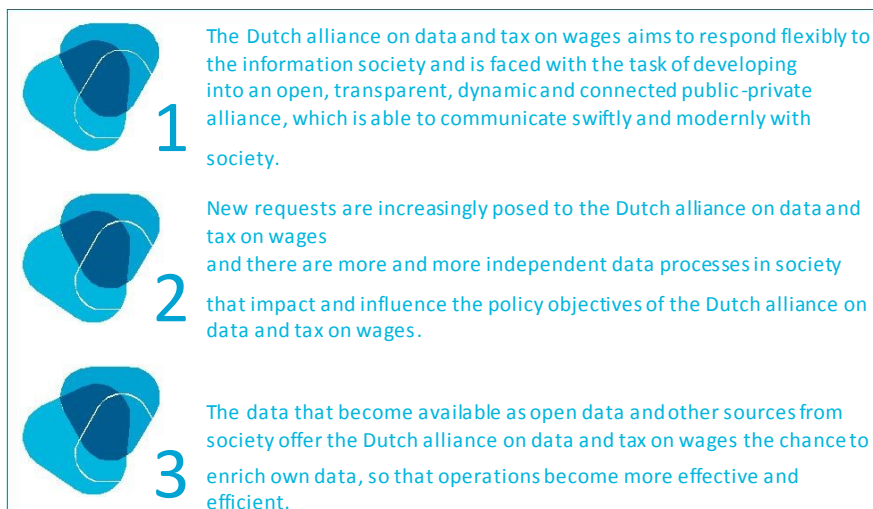 The Dutch alliance on data and tax on wages aims to respond flexibly to
the information society and is faced with the task of developing
into an open, transparent, dynamic and connected public-private
alliance, which is able to communicate swiftly and modernly with
society.
1
New requests are increasingly posed to the Dutch alliance on data and
tax on wages
and there are more and more independent data processes in society
that impact and influence the policy objectives of the Dutch alliance on
data and tax on wages.
2
The data that become available as open data and other sources from
society offer the Dutch alliance on data and tax on wages the chance to
enrich own data, so that operations become more effective and
efficient.
3